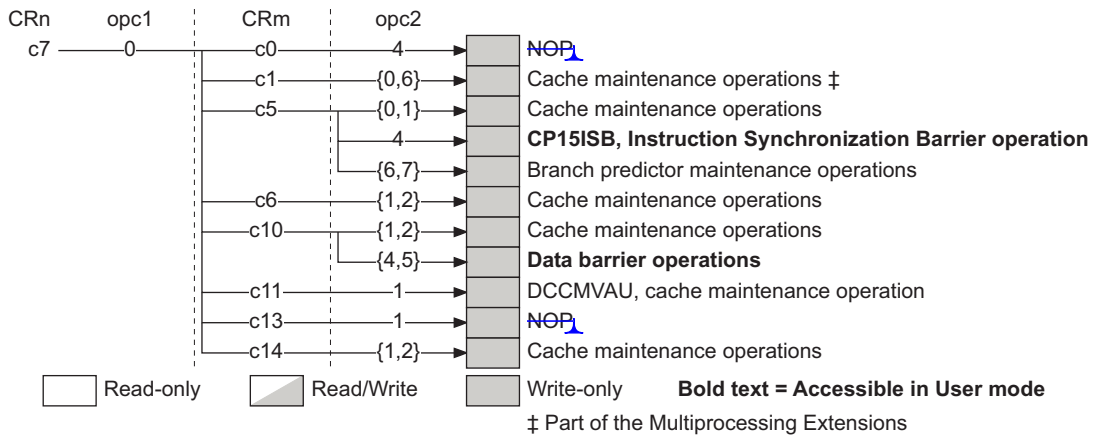 CRn opc1 CRm opc2
c7 0 c0 4 NOP
c1 {0,6} Cache maintenance operations ‡
c5 {0,1} Cache maintenance operations
4 CP15ISB, Instruction Synchronization Barrier operation
{6,7} Branch predictor maintenance operations
c6 {1,2} Cache maintenance operations
c10 {1,2} Cache maintenance operations
{4,5} Data barrier operations
c11 1 DCCMVAU, cache maintenance operation
c13 1 NOP
c14 {1,2} Cache maintenance operations
Read-only Read/Write Write-only Bold text = Accessible in User mode
‡ Part of the Multiprocessing Extensions